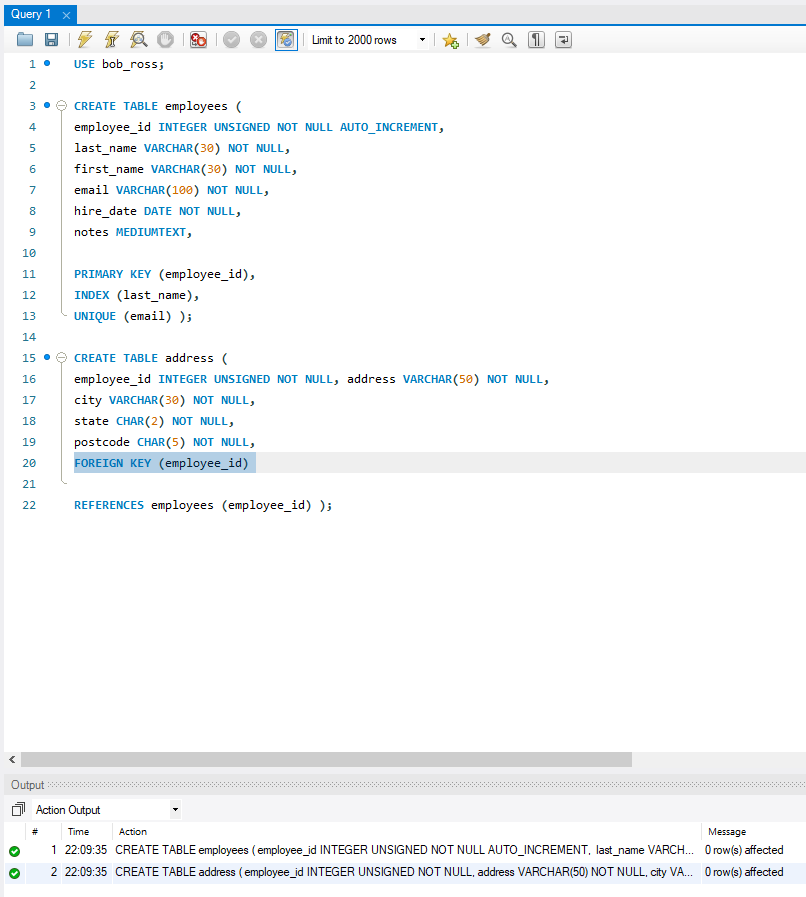 Query 1
Limit to 2000 rows
1 USE bob_ross;
2
3 CREATE TABLE employees (
4 employee_id INTEGER UNSIGNED NOT NULL AUTO_INCREMENT,
5 last_name VARCHAR(30) NOT NULL,
6 first_name VARCHAR(30) NOT NULL,
7 email VARCHAR(100) NOT NULL,
8 hire_date DATE NOT NULL,
9 notes MEDIUMTEXT,
10
11 PRIMARY KEY (employee_id),
12 INDEX (last_name),
13 UNIQUE (email) );
14
15 CREATE TABLE address (
16 employee_id INTEGER UNSIGNED NOT NULL, address VARCHAR(50) NOT NULL,
17 city VARCHAR(30) NOT NULL,
18 state CHAR(2) NOT NULL,
19 postcode CHAR(5) NOT NULL,
20 FOREIGN KEY (employee_id)
21
22 REFERENCES employees (employee_id) );
Output
Action Output
# Time Action Message
1 22:09:35 CREATE TABLE employees ( employee_id INTEGER UNSIGNED NOT NULL AUTO_INCREMENT, last_name VARCH... 0 row(s) affected
2 22:09:35 CREATE TABLE address ( employee_id INTEGER UNSIGNED NOT NULL, address VARCHAR(50) NOT NULL, city VA... 0 row(s) affected